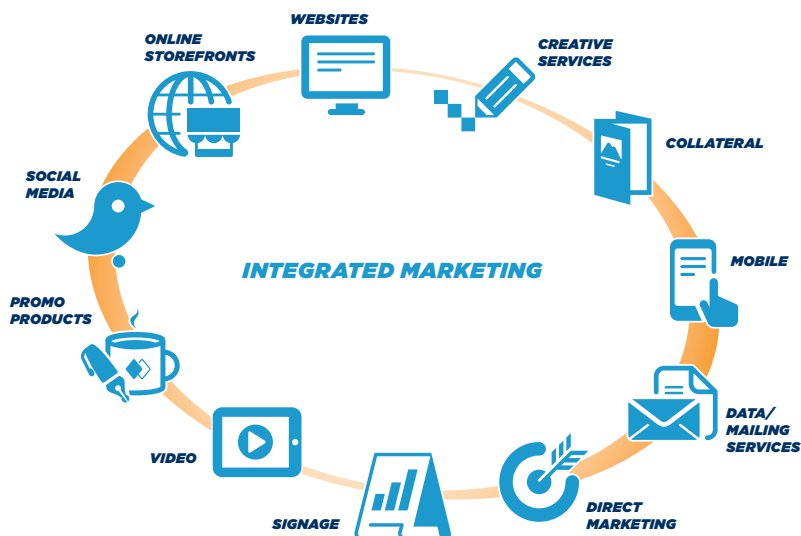 WEBSITES
ONLINE
STOREFRONTS
CREATIVE
SERVICES
COLLATERAL
SOCIAL
MEDIA
MOBILE
INTEGRATED MARKETING
PROMO
PRODUCTS
DATA/
MAILING
SERVICES
VIDEO
DIRECT
MARKETING
SIGNAGE